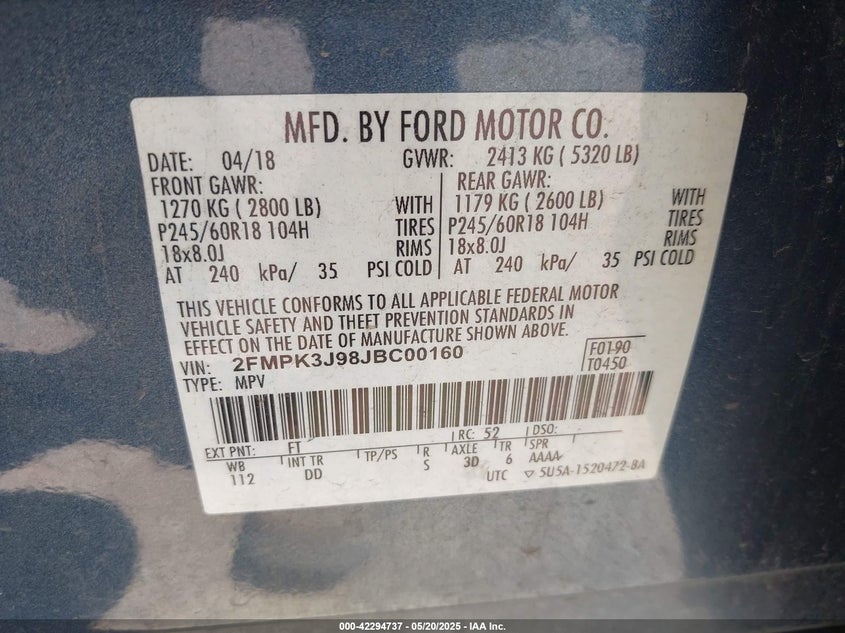 MFD. BY FORD MOTOR CO.
DATE: 04/18 GVWR: 2413 KG ( 5320 LB)
FRONT GAWR: REAR GAWR:
1270 KG ( 2800 LB) WITH 1179 KG ( 2600 LB) WITH
P245/60R18 104H TIRES P245/60R18 104H TIRES
18x8.0J RIMS 18x8.0J RIMS
AT 240 kPa/ 35 PSI COLD AT 240 kPa/ 35 PSI COLD
THIS VEHICLE CONFORMS TO ALL APPLICABLE FEDERAL MOTOR
VEHICLE SAFETY AND THEFT PREVENTION STANDARDS IN
EFFECT ON THE DATE OF MANUFACTURE SHOWN ABOVE.
VIN: 2FMPK3J98JBC00160 F0190
TYPE: MPV T0450
EXT PNT: FT RC: 52 DSO:
WB INT TR TP/PS R AXLE TR SPR
112 DD S 3D 6 AAAA
UTC ▽ 5U5A-1520472-BA
000-42294737 - 05/20/2025 - IAA Inc.